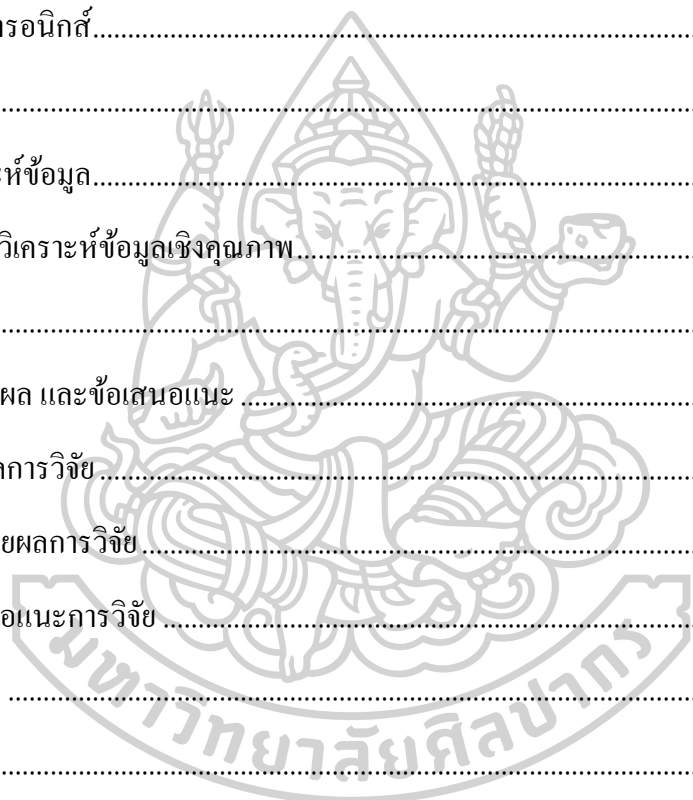 ารอนิกส์..........................................................................................
..........................................................................................................
ะห์ข้อมูล..........................................................................................
วิเคราะห์ข้อมูลเชิงคุณภาพ............................................................
..........................................................................................................
ผล และข้อเสนอแนะ......................................................................
ลการวิจัย........................................................................................
ยผลการวิจัย...................................................................................
อแนะการวิจัย................................................................................
..........................................................................................................
..........................................................................................................
มหาวิทยาลัยศิลปากร